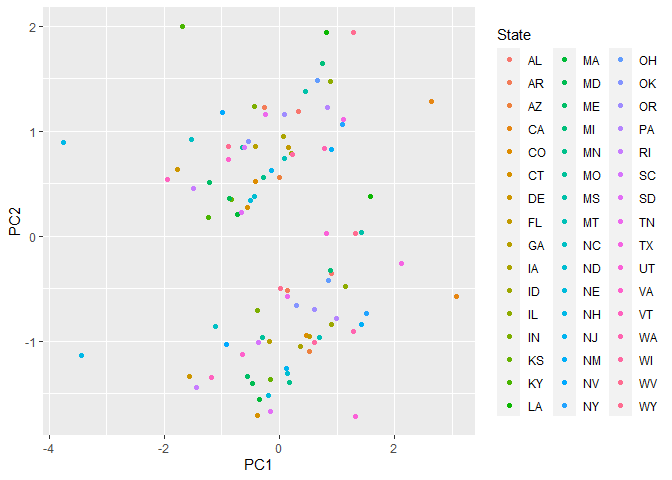 State
AL MA OH
AR MD OK
AZ ME OR
CA MI PA
CO MN RI
CT MO SC
DE MS SD
FL MT TN
GA NC TX
IA ND UT
ID NE VA
IL NH VT
IN NJ WA
KS NM WI
KY NV WV
LA NY WY
2
1
0
-1
PC2
-4 -2 0 2
PC1